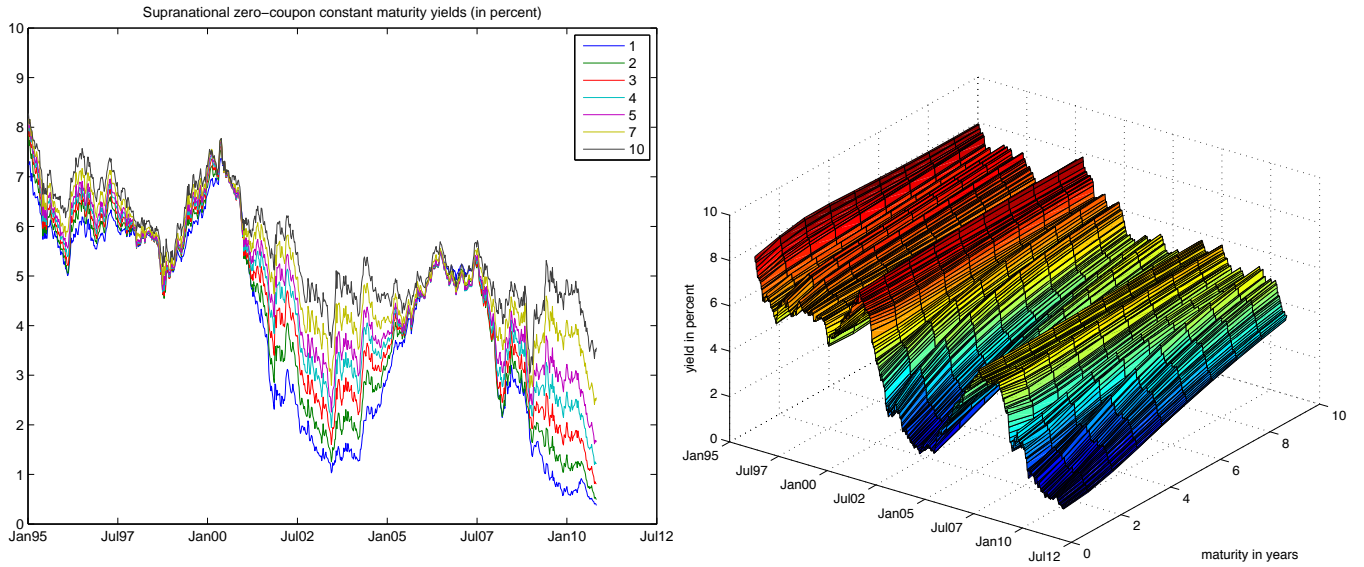 Supranational zero-coupon constant maturity yields (in percent)
10
9
8
7
6
5
4
3
2
1
0
Jan95
Jul97
Jan00
Jul02
Jan05
Jul07
Jan10
Jul12
1
2
3
4
5
7
10
yield in percent
10
8
6
4
2
0
Jan95
Jul97
Jan00
Jul02
Jan05
Jul07
Jan10
Jul12
0
2
4
6
8
10
maturity in years